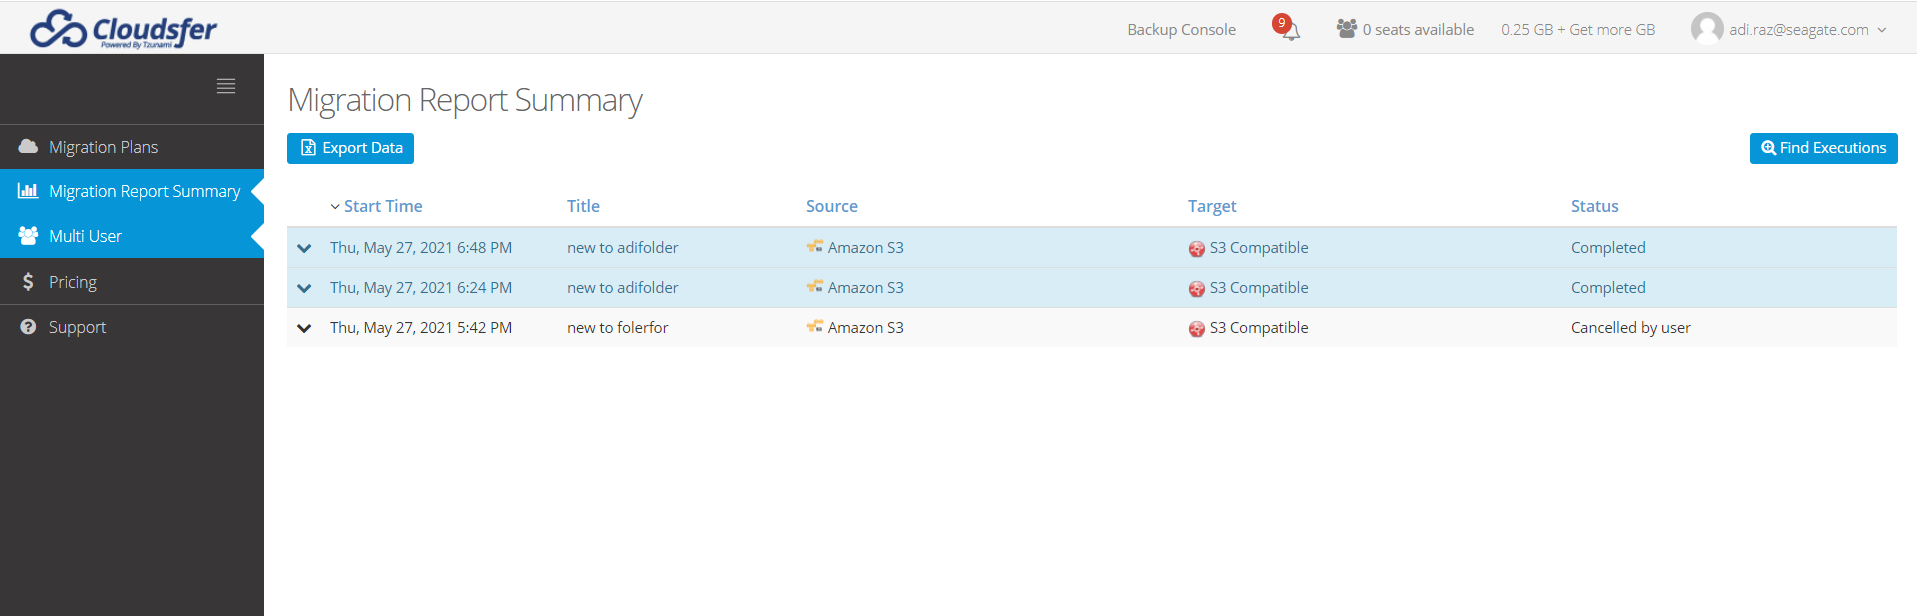 Cloudsfer
Powered By Tzunami
Backup Console
9
0 seats available
0.25 GB + Get more GB
adi.raz@seagate.com
Migration Plans
Migration Report Summary
Multi User
Pricing
Support
Migration Report Summary
Export Data
Find Executions
Start Time Title Source Target Status
Thu, May 27, 2021 6:48 PM new to adifolder Amazon S3 S3 Compatible Completed
Thu, May 27, 2021 6:24 PM new to adifolder Amazon S3 S3 Compatible Completed
Thu, May 27, 2021 5:42 PM new to folerfor Amazon S3 S3 Compatible Cancelled by user